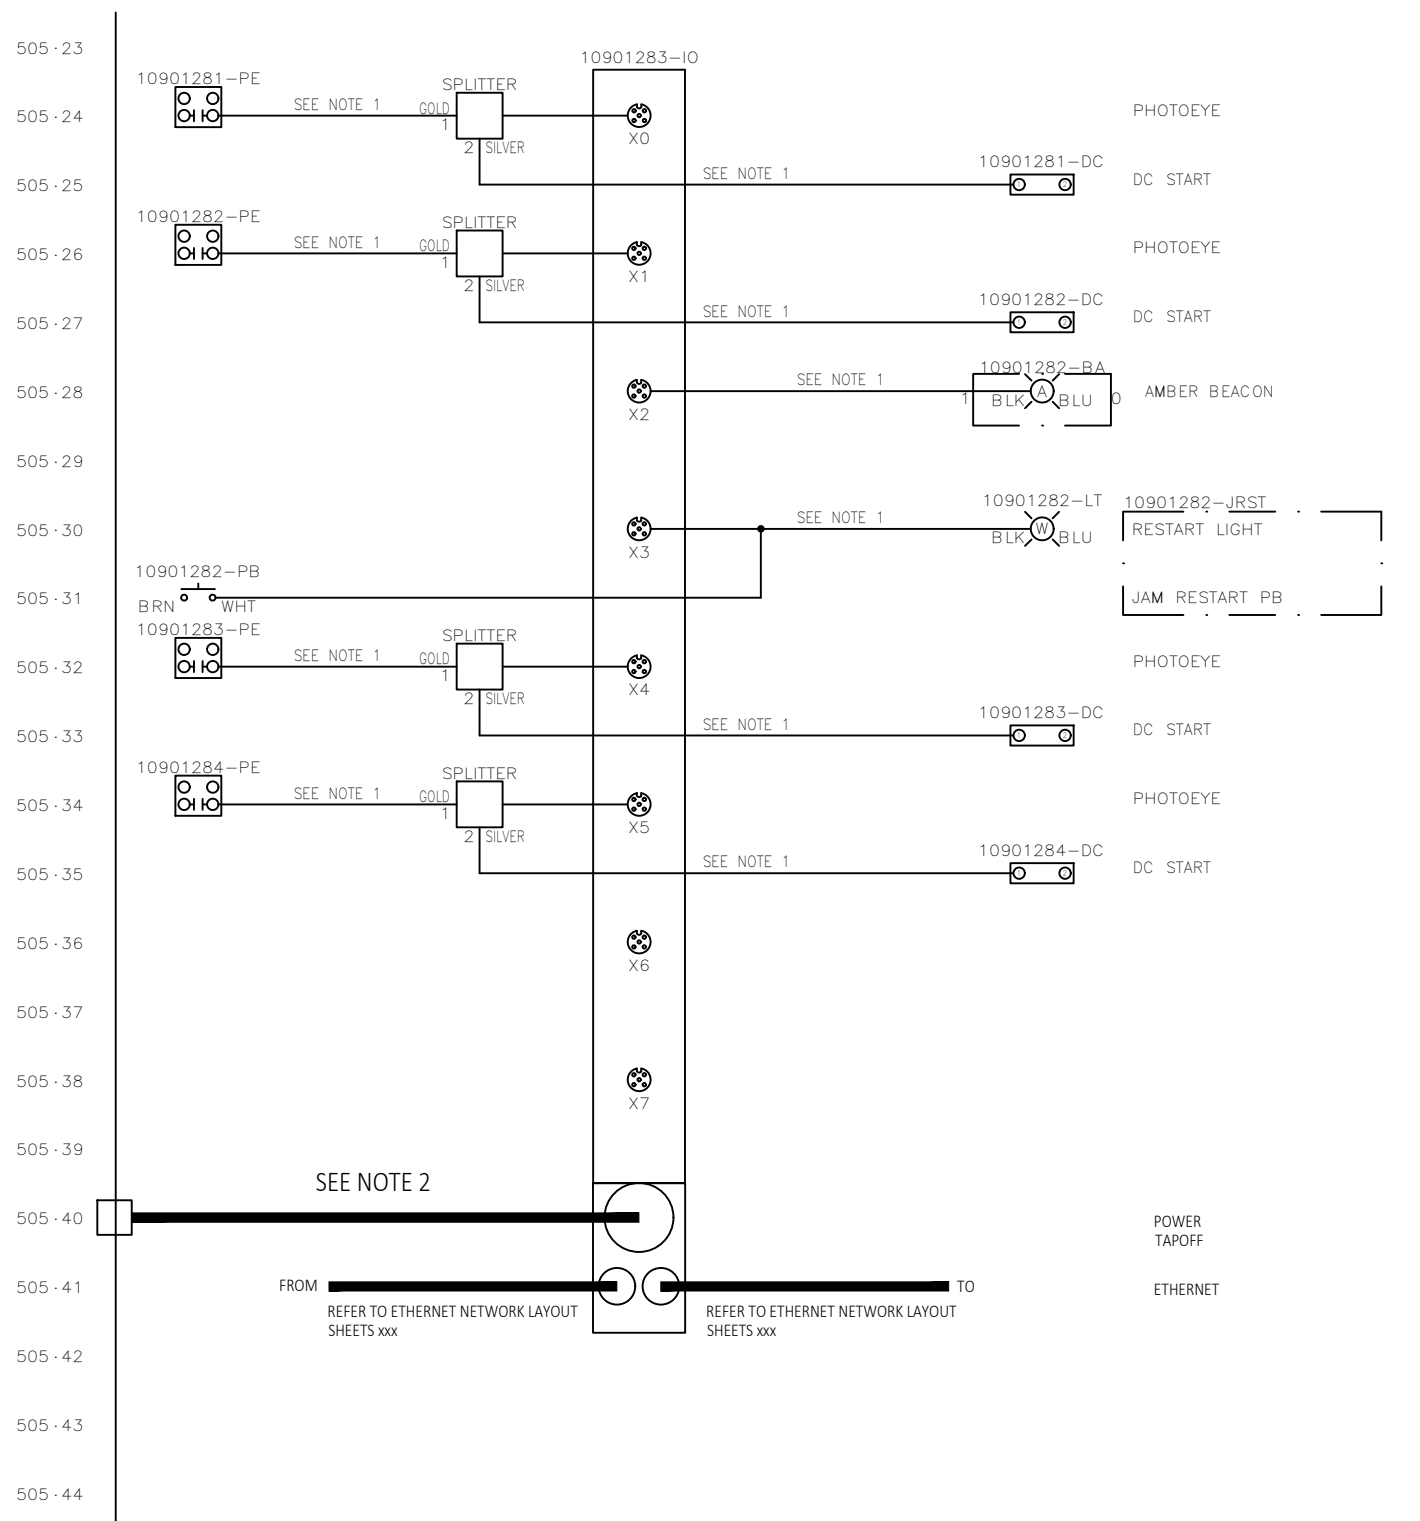 505·23
10901283-IO
10901281-PE
SPLITTER
505·24
SEE NOTE 1
GOLD
1
X0
PHOTOEYE
2 SILVER
505·25
SEE NOTE 1
10901281-DC
1 2
DC START
10901282-PE
SPLITTER
505·26
SEE NOTE 1
GOLD
1
X1
PHOTOEYE
2 SILVER
505·27
SEE NOTE 1
10901282-DC
1 2
DC START
10901282-BA
505·28
X2
SEE NOTE 1
1 BLK A BLU 0
AMBER BEACON
505·29
10901282-LT
10901282-JRST
505·30
X3
SEE NOTE 1
BLK W BLU
RESTART LIGHT
10901282-PB
505·31
BRN WHT
JAM RESTART PB
10901283-PE
SPLITTER
505·32
SEE NOTE 1
GOLD
1
X4
PHOTOEYE
2 SILVER
505·33
SEE NOTE 1
10901283-DC
1 2
DC START
10901284-PE
SPLITTER
505·34
SEE NOTE 1
GOLD
1
X5
PHOTOEYE
2 SILVER
505·35
SEE NOTE 1
10901284-DC
1 2
DC START
505·36
X6
505·37
505·38
X7
505·39
SEE NOTE 2
505·40
POWER
TAPOFF
505·41
FROM
TO
ETHERNET
REFER TO ETHERNET NETWORK LAYOUT
SHEETS xxx
REFER TO ETHERNET NETWORK LAYOUT
SHEETS xxx
505·42
505·43
505·44